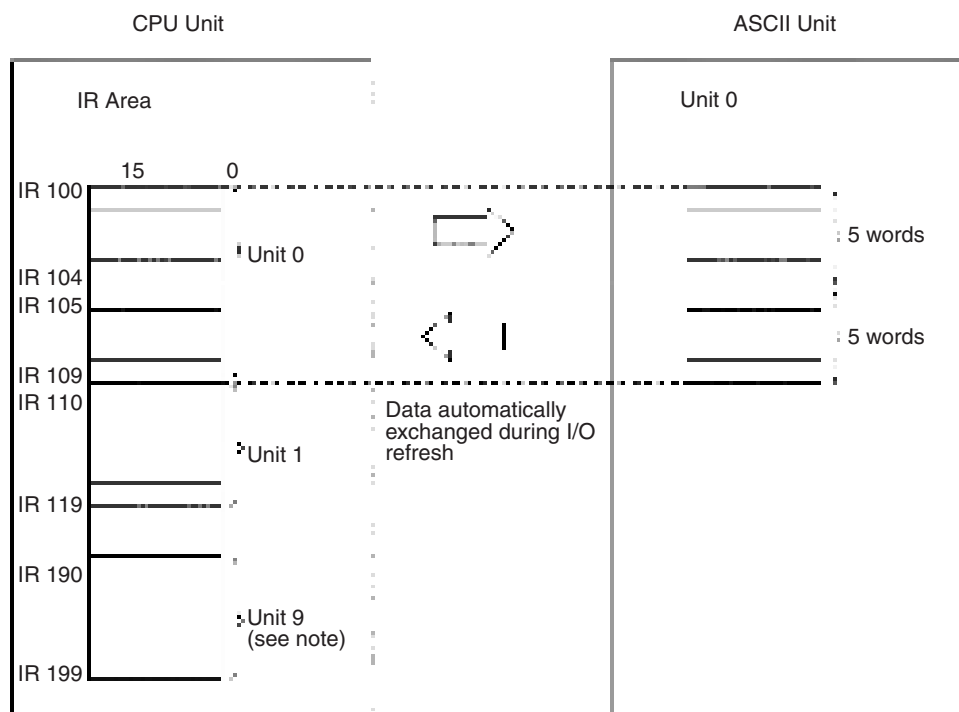 CPU Unit
ASCII Unit
IR Area
Unit 0
15 0
IR 100
Unit 0
5 words
IR 104
IR 105
5 words
IR 109
IR 110
Data automatically
exchanged during I/O
refresh
Unit 1
IR 119
IR 190
Unit 9
(see note)
IR 199